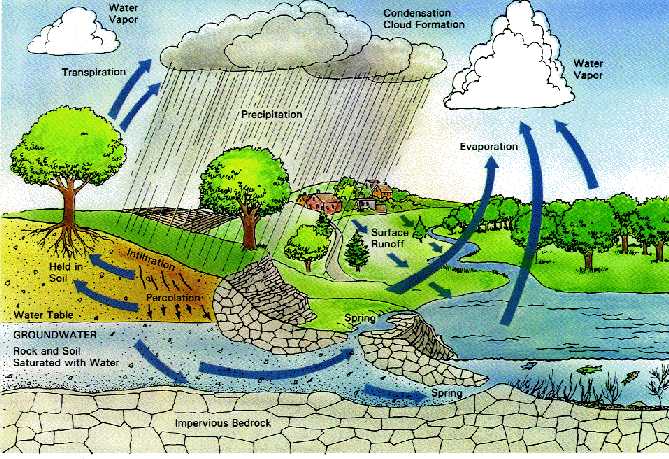 Water
Vapor
Condensation
Cloud Formation
Transpiration
Water
Vapor
Precipitation
Evaporation
Surface
Runoff
Infiltration
Held in
Soil
Percolation
Water Table
Spring
GROUNDWATER
Rock and Soil
Saturated with Water
Spring
Impervious Bedrock